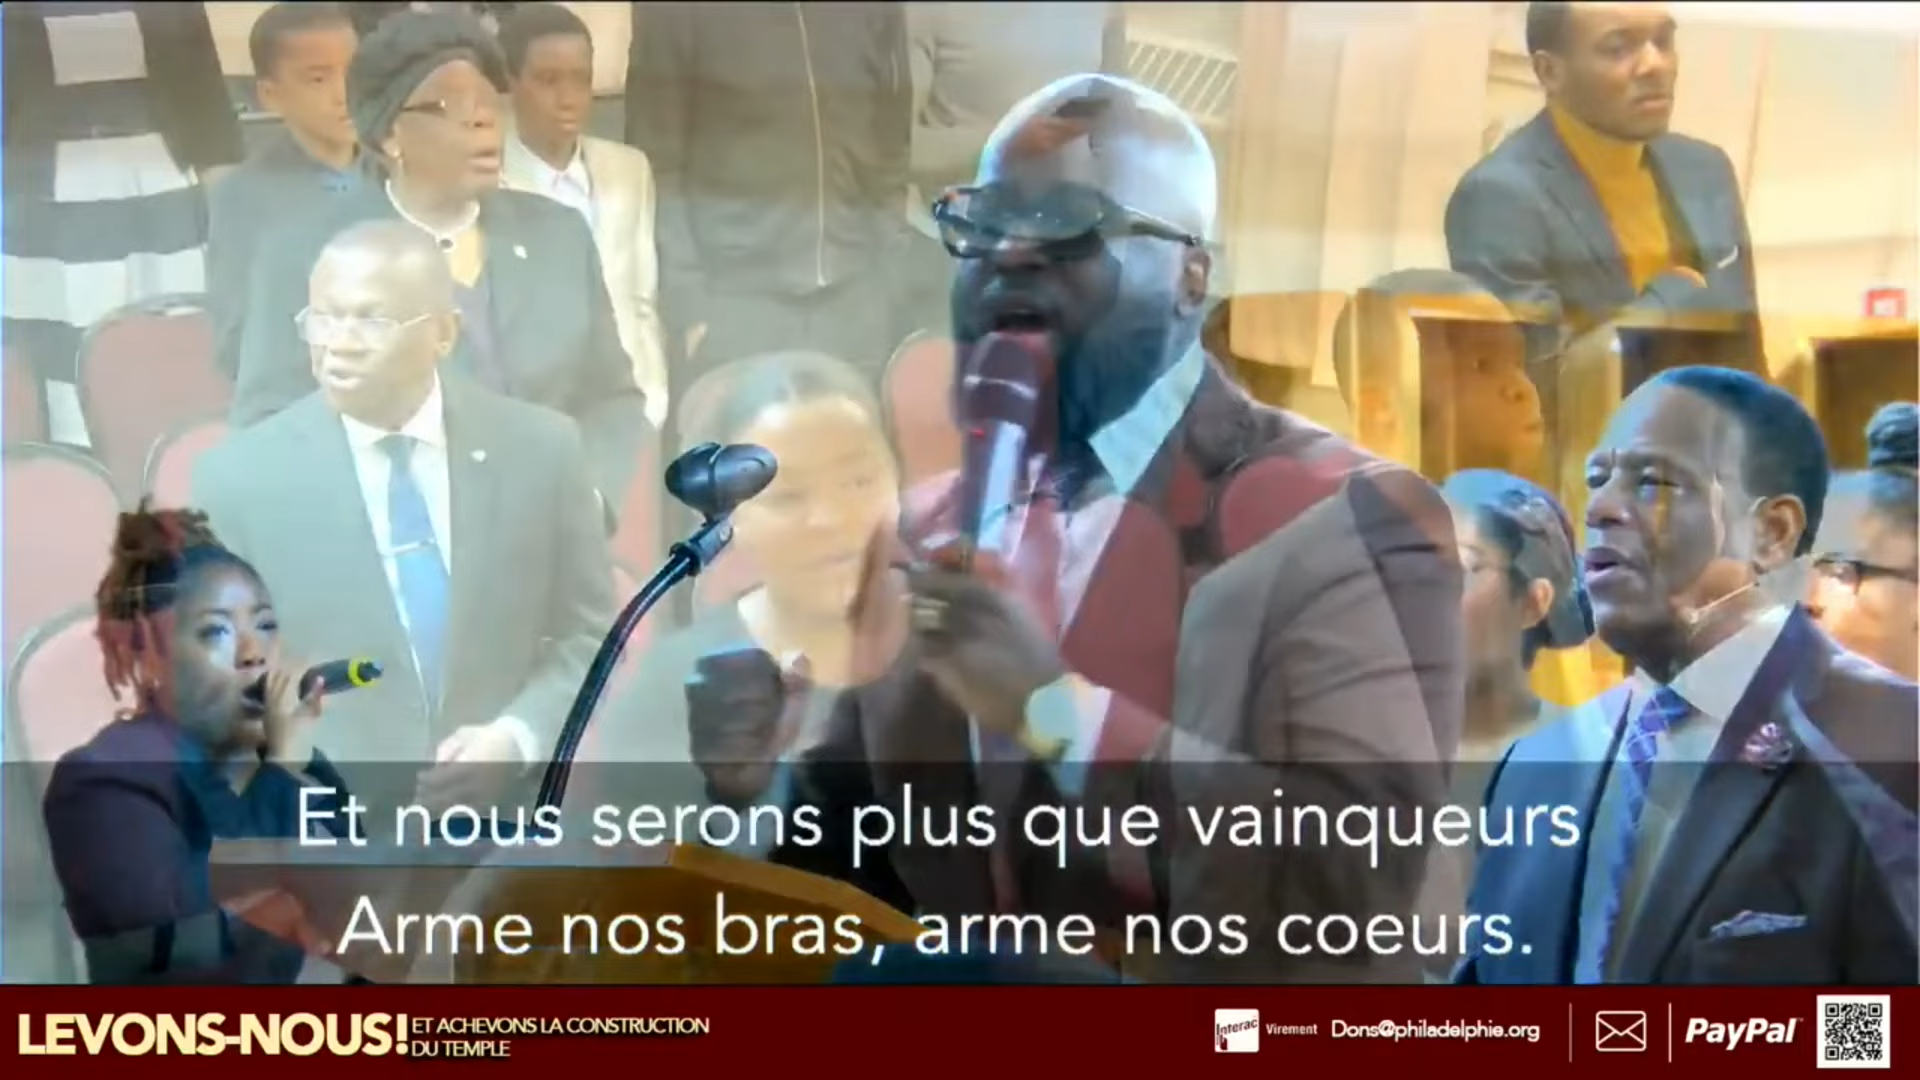 Et nous serons plus que vainqueurs
Arme nos bras, arme nos coeurs.
LEVONS-NOUS!
ET ACHEVONS LA CONSTRUCTION
DU TEMPLE
Interac
Virement
Dons@philadelphie.org
PayPal